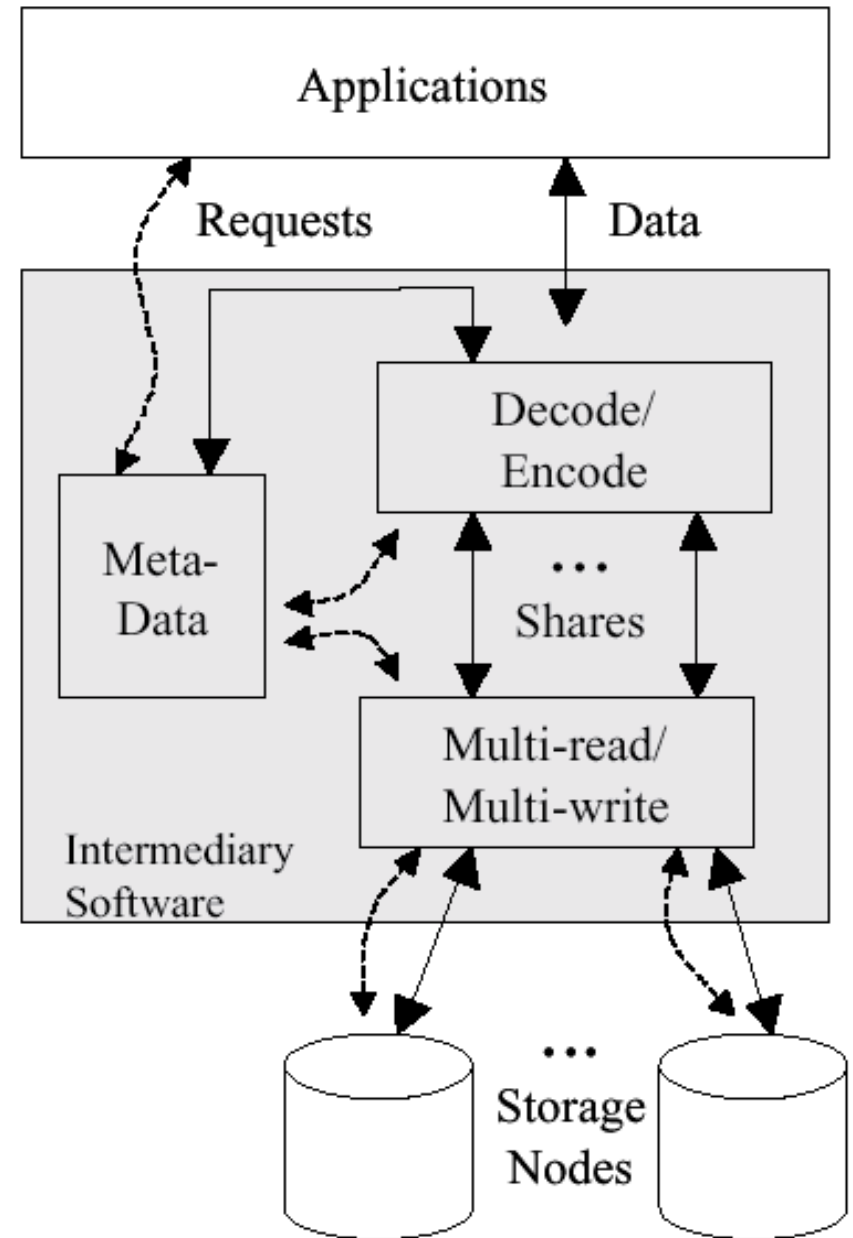 Applications
Requests
Data
Decode/
Encode
Meta-
Data
...
Shares
Multi-read/
Multi-write
Intermediary
Software
...
Storage
Nodes